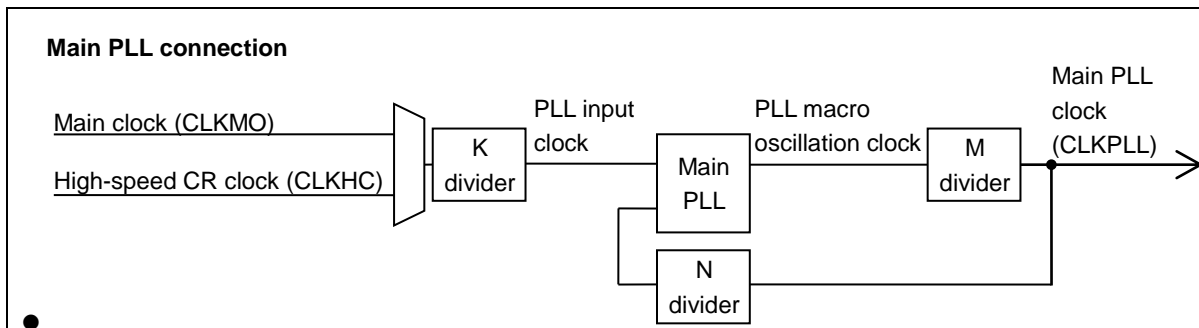 Main PLL connection
Main clock (CLKMO)
High-speed CR clock (CLKHC)
K
divider
PLL input
clock
Main
PLL
PLL macro
oscillation clock
M
divider
Main PLL
clock
(CLKPLL)
N
divider